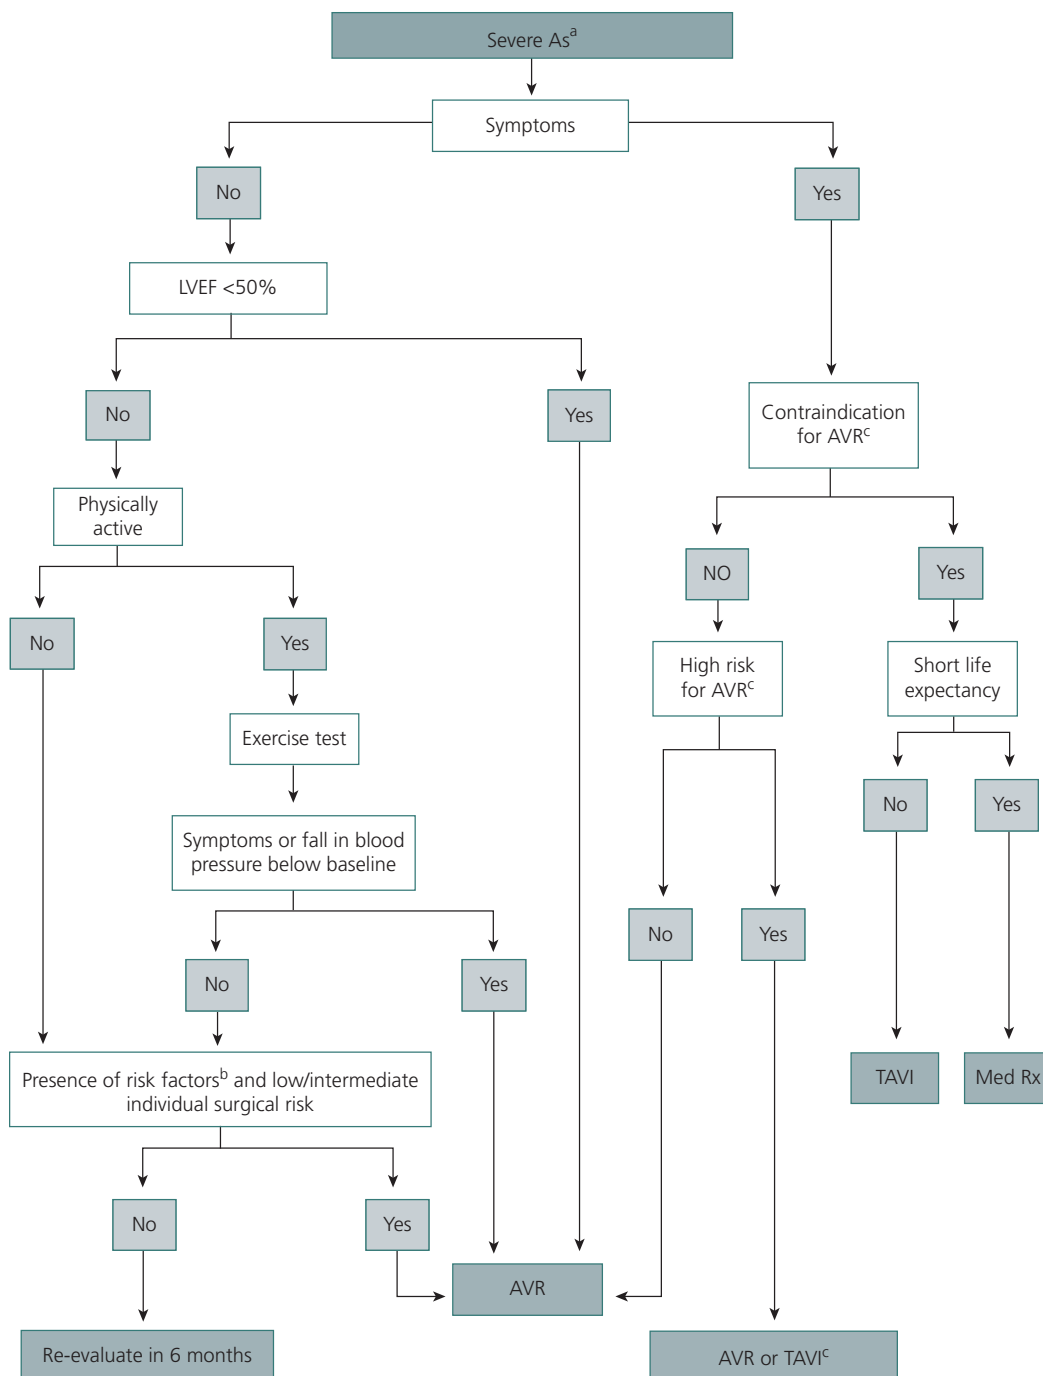 Severe Asª
Symptoms
No
Yes
LVEF <50%
No
Yes
Contraindication
for AVRᶜ
Physically
active
NO
Yes
No
Yes
High risk
for AVRᶜ
Short life
expectancy
Exercise test
No
Yes
Symptoms or fall in blood
pressure below baseline
No
Yes
No
Yes
Presence of risk factorsᵇ and low/intermediate
individual surgical risk
TAVI
Med Rx
No
Yes
AVR
Re-evaluate in 6 months
AVR or TAVIᶜ